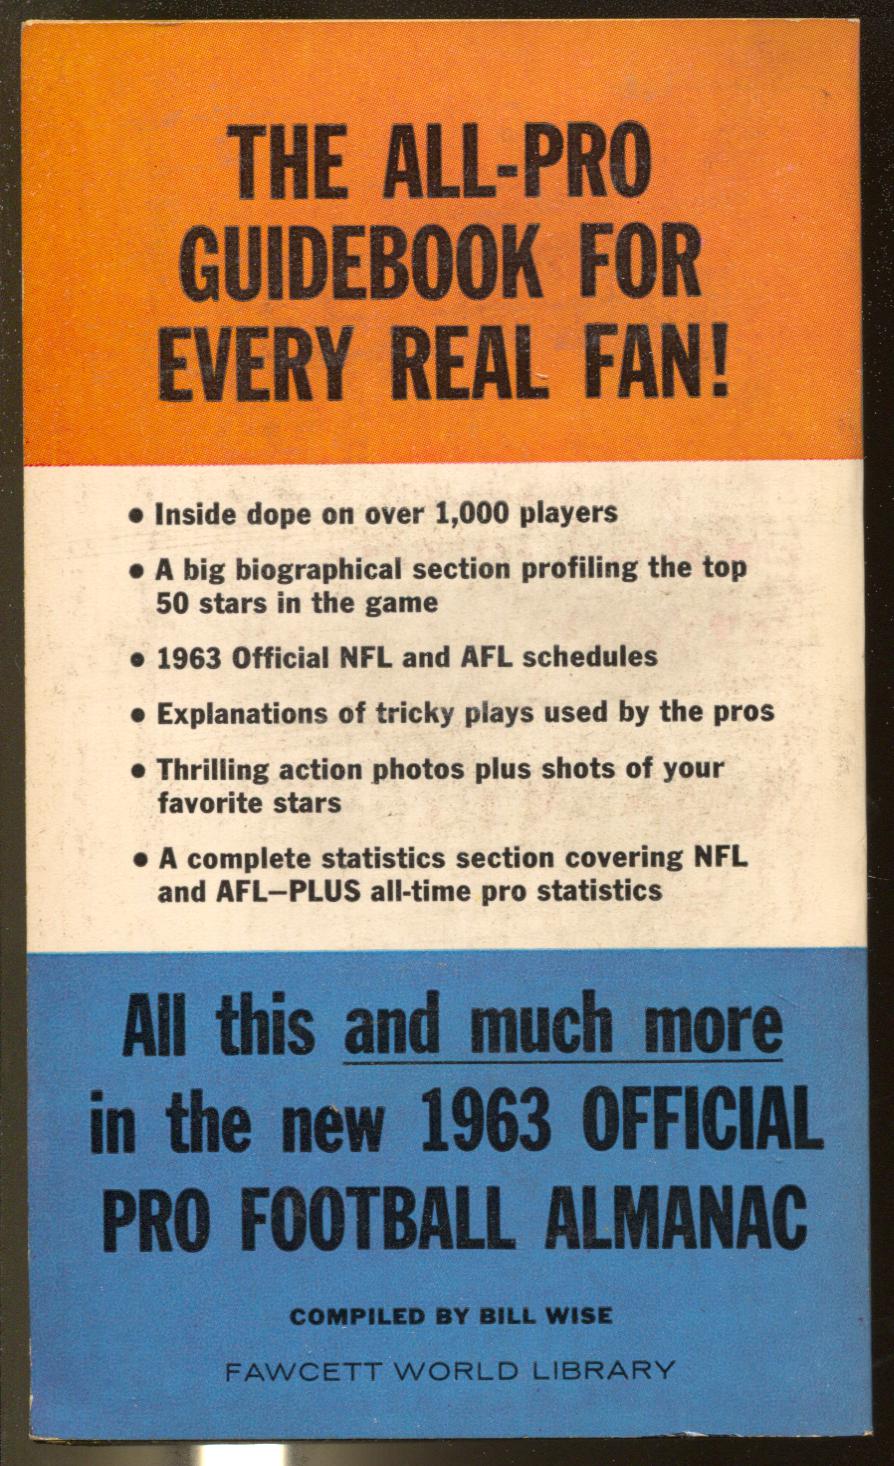 THE ALL-PRO
GUIDEBOOK FOR
EVERY REAL FAN!
• Inside dope on over 1,000 players
• A big biographical section profiling the top
50 stars in the game
• 1963 Official NFL and AFL schedules
• Explanations of tricky plays used by the pros
• Thrilling action photos plus shots of your
favorite stars
• A complete statistics section covering NFL
and AFL—PLUS all-time pro statistics
All this and much more
in the new 1963 OFFICIAL
PRO FOOTBALL ALMANAC
COMPILED BY BILL WISE
FAWCETT WORLD LIBRARY